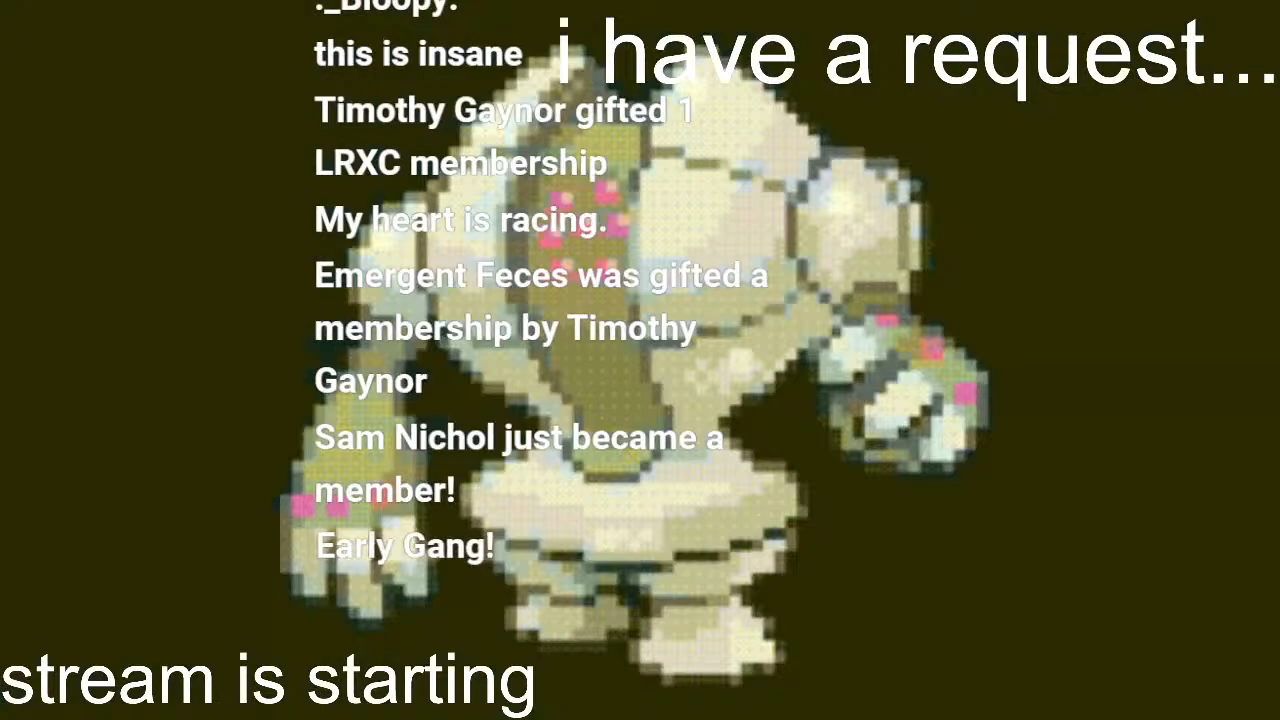 :_Bloopy:
this is insane
i have a request...
Timothy Gaynor gifted 1
LRXC membership
My heart is racing.
Emergent Feces was gifted a
membership by Timothy
Gaynor
Sam Nichol just became a
member!
Early Gang!
stream is starting